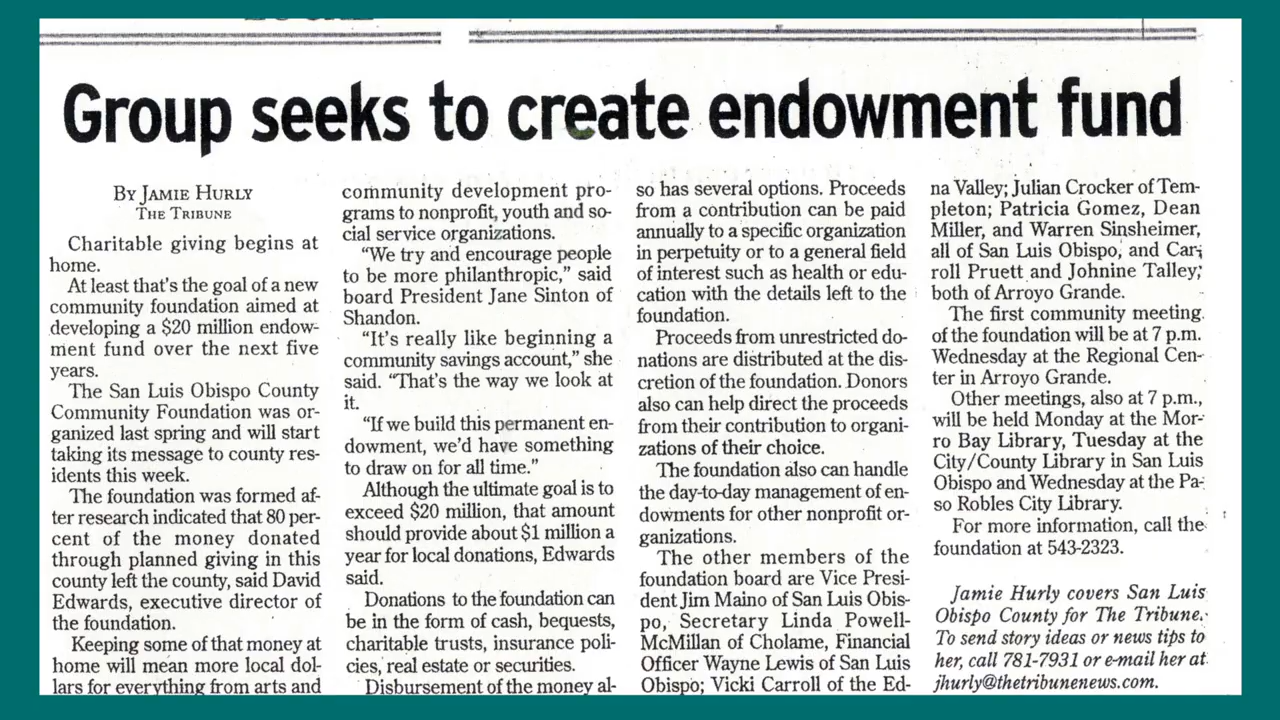 Group seeks to create endowment fund
BY JAMIE HURLY
THE TRIBUNE
Charitable giving begins at
home.
At least that's the goal of a new
community foundation aimed at
developing a $20 million endow-
ment fund over the next five
years.
The San Luis Obispo County
Community Foundation was or-
ganized last spring and will start
taking its message to county res-
idents this week.
The foundation was formed af-
ter research indicated that 80 per-
cent of the money donated
through planned giving in this
county left the county, said David
Edwards, executive director of
the foundation.
Keeping some of that money at
home will mean more local dol-
lars for everything from arts and
community development pro-
grams to nonprofit, youth and so-
cial service organizations.
“We try and encourage people
to be more philanthropic,” said
board President Jane Sinton of
Shandon.
“It's really like beginning a
community savings account,” she
said. “That's the way we look at
it.
“If we build this permanent en-
dowment, we'd have something
to draw on for all time.”
Although the ultimate goal is to
exceed $20 million, that amount
should provide about $1 million a
year for local donations, Edwards
said.
Donations to the foundation can
be in the form of cash, bequests,
charitable trusts, insurance poli-
cies, real estate or securities.
Disbursement of the money al-
so has several options. Proceeds
from a contribution can be paid
annually to a specific organization
in perpetuity or to a general field
of interest such as health or edu-
cation with the details left to the
foundation.
Proceeds from unrestricted do-
nations are distributed at the dis-
cretion of the foundation. Donors
also can help direct the proceeds
from their contribution to organi-
zations of their choice.
The foundation also can handle
the day-to-day management of en-
dowments for other nonprofit or-
ganizations.
The other members of the
foundation board are Vice Presi-
dent Jim Maino of San Luis Obis-
po, Secretary Linda Powell-
McMillan of Cholame, Financial
Officer Wayne Lewis of San Luis
Obispo; Vicki Carroll of the Ed-
na Valley; Julian Crocker of Tem-
pleton; Patricia Gomez, Dean
Miller, and Warren Sinsheimer,
all of San Luis Obispo, and Car-
roll Pruett and Johnine Talley,
both of Arroyo Grande.
The first community meeting
of the foundation will be at 7 p.m.
Wednesday at the Regional Cen-
ter in Arroyo Grande.
Other meetings, also at 7 p.m.,
will be held Monday at the Mor-
ro Bay Library, Tuesday at the
City/County Library in San Luis
Obispo and Wednesday at the Pa-
so Robles City Library.
For more information, call the
foundation at 543-2323.
Jamie Hurly covers San Luis
Obispo County for The Tribune.
To send story ideas or news tips to
her, call 781-7931 or e-mail her at
jhurly@thetribunenews.com.